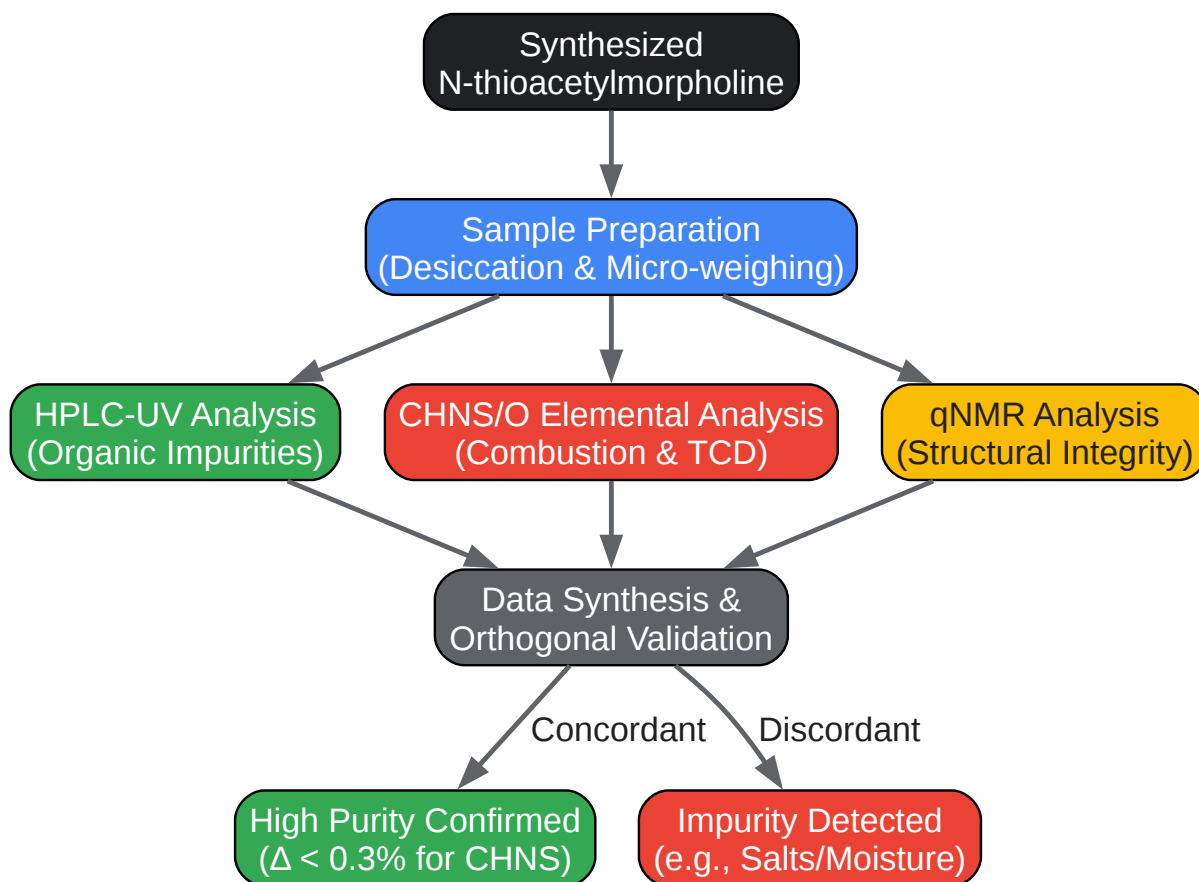 Synthesized
N-thioacetylmorpholine
Sample Preparation
(Desiccation & Micro-weighing)
HPLC-UV Analysis
(Organic Impurities)
CHNS/O Elemental Analysis
(Combustion & TCD)
qNMR Analysis
(Structural Integrity)
Data Synthesis &
Orthogonal Validation
Concordant
Discordant
High Purity Confirmed
(Δ < 0.3% for CHNS)
Impurity Detected
(e.g., Salts/Moisture)